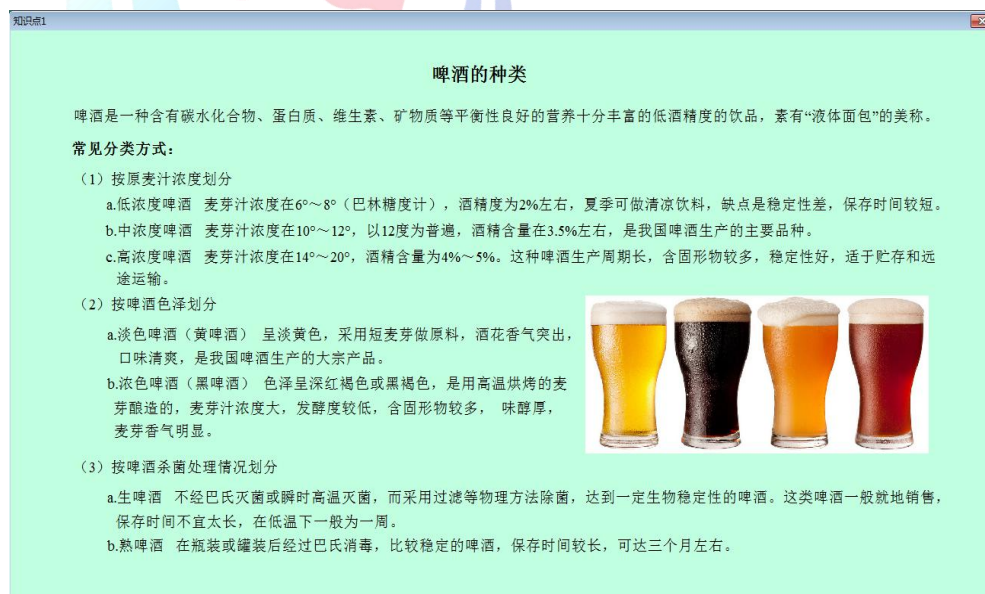 知识点1
啤酒的种类
啤酒是一种含有碳水化合物、蛋白质、维生素、矿物质等平衡性良好的营养十分丰富的低酒精度的饮品，素有“液体面包”的美称。
常见分类方式：
（1）按原麦汁浓度划分
a.低浓度啤酒 麦芽汁浓度在6°～8°（巴林糖度计），酒精度为2%左右，夏季可做清凉饮料，缺点是稳定性差，保存时间较短。
b.中浓度啤酒 麦芽汁浓度在10°～12°，以12度为普遍，酒精含量在3.5%左右，是我国啤酒生产的主要品种。
c.高浓度啤酒 麦芽汁浓度在14°～20°，酒精含量为4%～5%。这种啤酒生产周期长，含固形物较多，稳定性好，适于贮存和远
途运输。
（2）按啤酒色泽划分
a.淡色啤酒（黄啤酒） 呈淡黄色，采用短麦芽做原料，酒花香气突出，
口味清爽，是我国啤酒生产的大宗产品。
b.浓色啤酒（黑啤酒） 色泽呈深红褐色或黑褐色，是用高温烘烤的麦
芽酿造的，麦芽汁浓度大，发酵度较低，含固形物较多， 味醇厚，
麦芽香气明显。
（3）按啤酒杀菌处理情况划分
a.生啤酒 不经巴氏灭菌或瞬时高温灭菌，而采用过滤等物理方法除菌，达到一定生物稳定性的啤酒。这类啤酒一般就地销售，
保存时间不宜太长，在低温下一般为一周。
b.熟啤酒 在瓶装或罐装后经过巴氏消毒，比较稳定的啤酒，保存时间较长，可达三个月左右。